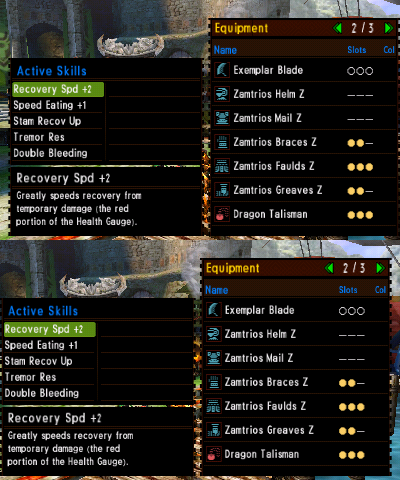 Equipment 2 / 3
Name Slots Col
Exemplar Blade
Zamtrios Helm Z
Zamtrios Mail Z
Zamtrios Braces Z
Zamtrios Faulds Z
Zamtrios Greaves Z
Dragon Talisman
Active Skills
Recovery Spd +2
Speed Eating +1
Stam Recov Up
Tremor Res
Double Bleeding
Recovery Spd +2
Greatly speeds recovery from
temporary damage (the red
portion of the Health Gauge).
Equipment 2 / 3
Name Slots Col
Exemplar Blade
Zamtrios Helm Z
Zamtrios Mail Z
Zamtrios Braces Z
Zamtrios Faulds Z
Zamtrios Greaves Z
Dragon Talisman
Active Skills
Recovery Spd +2
Speed Eating +1
Stam Recov Up
Tremor Res
Double Bleeding
Recovery Spd +2
Greatly speeds recovery from
temporary damage (the red
portion of the Health Gauge).